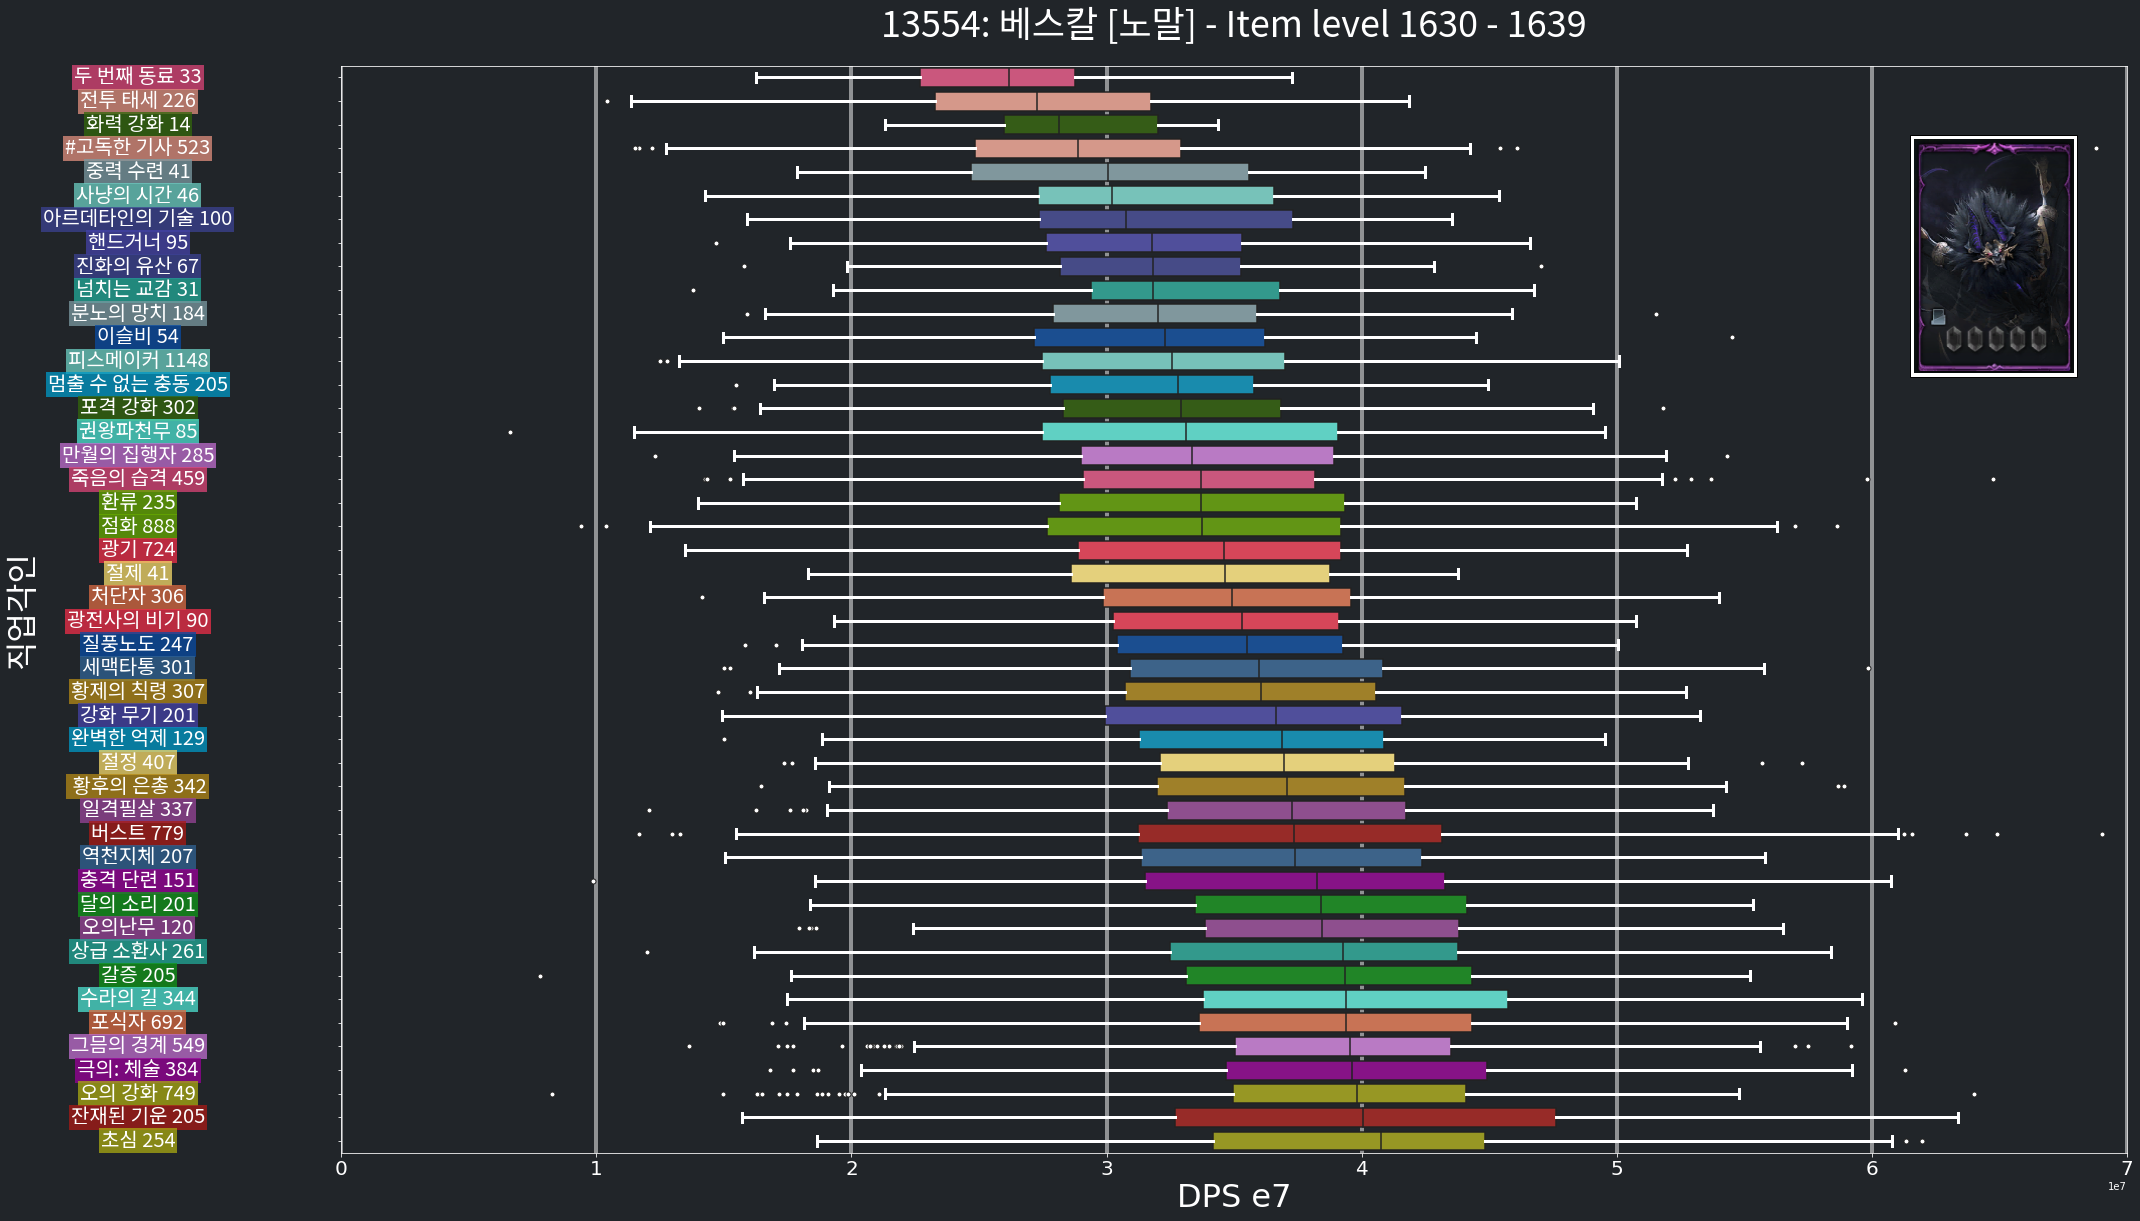 13554: 베스칼 [노말] - Item level 1630 - 1639
두 번째 동료 33
전투 태세 226
화력 강화 14
#고독한 기사 523
중력 수련 41
사냥의 시간 46
아르데타인의 기술 100
핸드거너 95
진화의 유산 67
넘치는 교감 31
분노의 망치 184
이슬비 54
피스메이커 1148
멈출 수 없는 충동 205
포격 강화 302
권왕파천무 85
만월의 집행자 285
죽음의 습격 459
환류 235
점화 888
광기 724
절제 41
처단자 306
광전사의 비기 90
질풍노도 247
세맥타통 301
황제의 칙령 307
강화 무기 201
완벽한 억제 129
절정 407
황후의 은총 342
일격필살 337
버스트 779
역천지체 207
충격 단련 151
달의 소리 201
오의난무 120
상급 소환사 261
갈증 205
수라의 길 344
포식자 692
그믐의 경계 549
극의: 체술 384
오의 강화 749
잔재된 기운 205
초심 254
직업각인
0 1 2 3 4 5 6 7
1e7
DPS e7